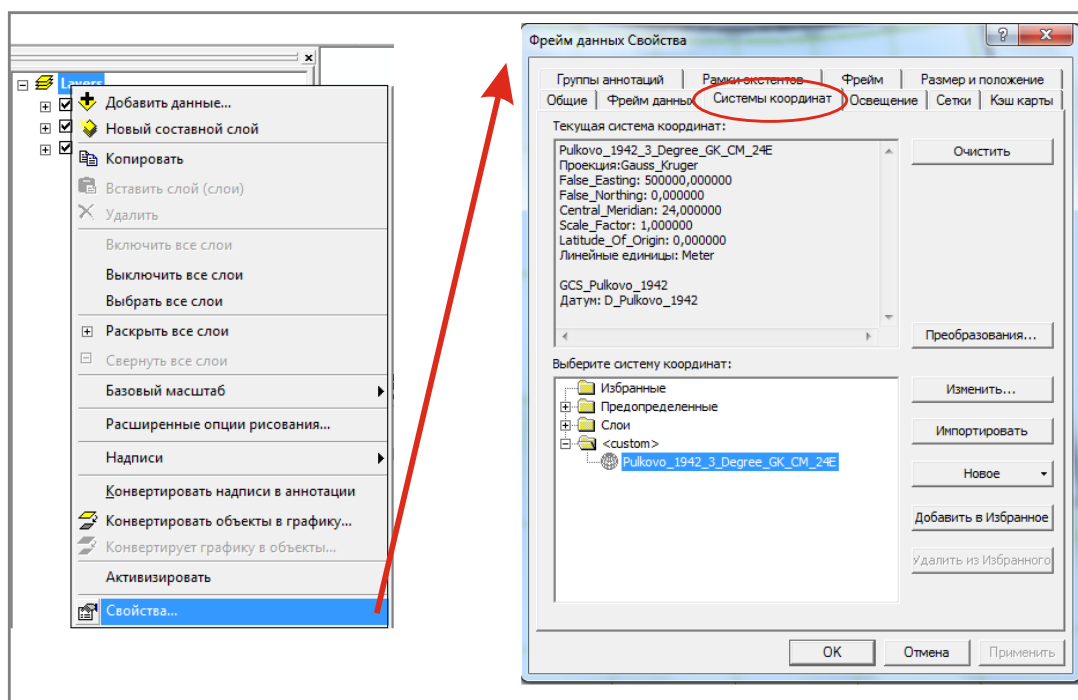 Layers
Добавить данные...
Новый составной слой
Копировать
Вставить слой (слои)
Удалить
Включить все слои
Выключить все слои
Выбрать все слои
Раскрыть все слои
Свернуть все слои
Базовый масштаб
Расширенные опции рисования...
Надписи
Конвертировать надписи в аннотации
Конвертировать объекты в графику...
Конвертирует графику в объекты...
Активизировать
Свойства...
Фрейм данных Свойства
Группы аннотаций Рамки экстентов Фрейм Размер и положение
Общие Фрейм данных Системы координат Освещение Сетки Кэш карты
Текущая система координат:
Pulkovo_1942_3_Degree_GK_CM_24E
Проекция:Gauss_Kruger
False_Easting: 500000,000000
False_Northing: 0,000000
Central_Meridian: 24,000000
Scale_Factor: 1,000000
Latitude_Of_Origin: 0,000000
Линейные единицы: Meter
GCS_Pulkovo_1942
Датум: D_Pulkovo_1942
Очистить
Преобразования...
Выберите систему координат:
Избранные
Предопределенные
Слои
<custom>
Pulkovo_1942_3_Degree_GK_CM_24E
Изменить...
Импортировать
Новое
Добавить в Избранное
Удалить из Избранного
OK Отмена Применить